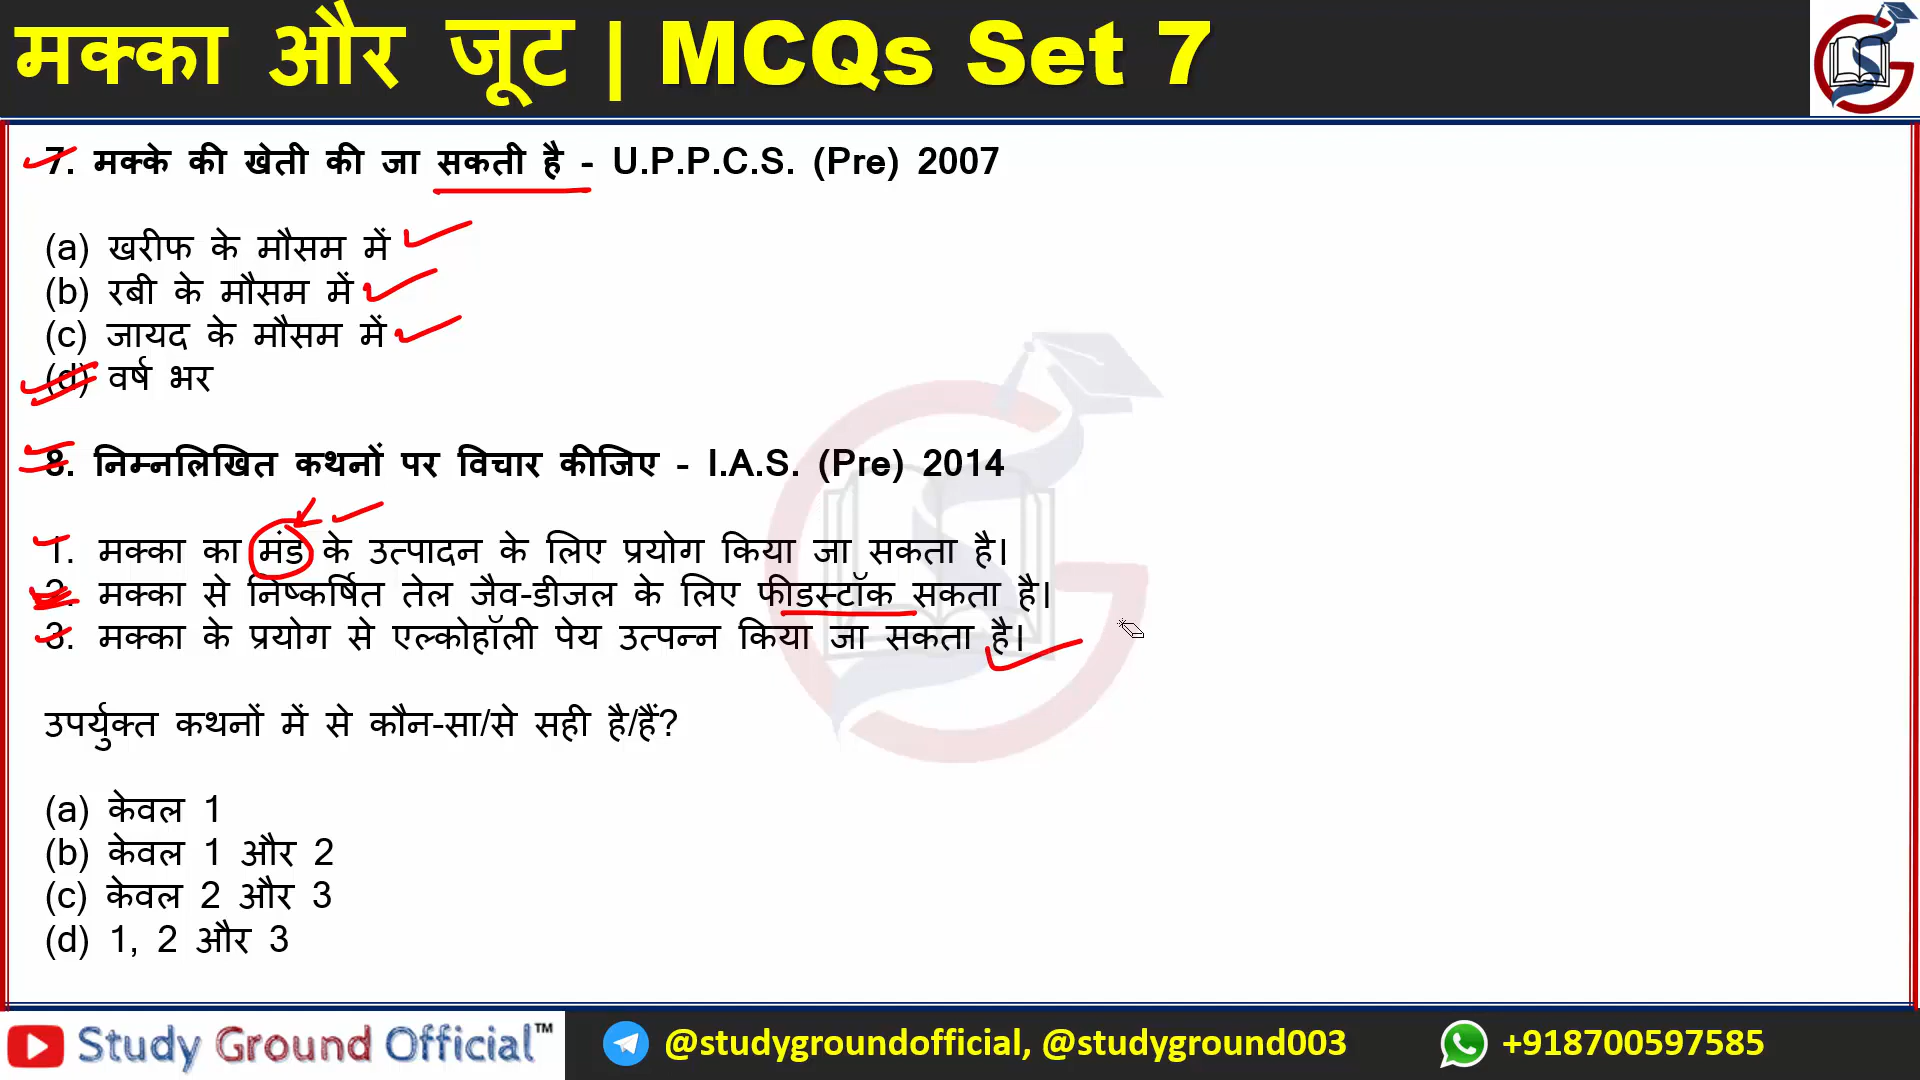 मक्का और जूट | MCQs Set 7
7. मक्के की खेती की जा सकती है - U.P.P.C.S. (Pre) 2007
(a) खरीफ के मौसम में
(b) रबी के मौसम में
(c) जायद के मौसम में
(d) वर्ष भर
8. निम्नलिखित कथनों पर विचार कीजिए - I.A.S. (Pre) 2014
1. मक्का का मंड के उत्पादन के लिए प्रयोग किया जा सकता है।
2. मक्का से निष्कर्षित तेल जैव-डीजल के लिए फीडस्टॉक सकता है।
3. मक्का के प्रयोग से एल्कोहॉली पेय उत्पन्न किया जा सकता है।
उपर्युक्त कथनों में से कौन-सा/से सही है/हैं?
(a) केवल 1
(b) केवल 1 और 2
(c) केवल 2 और 3
(d) 1, 2 और 3
Study Ground Official™
@studygroundofficial, @studyground003
+918700597585